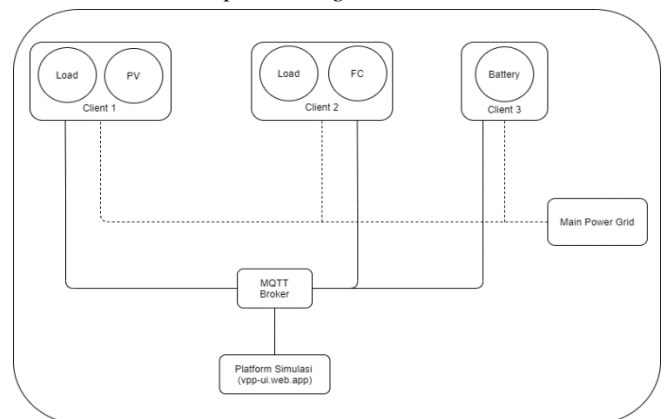 Load
PV
Client 1
Load
FC
Client 2
Battery
Client 3
Main Power Grid
MQTT
Broker
Platform Simulasi
(vpp-ui.web.app)